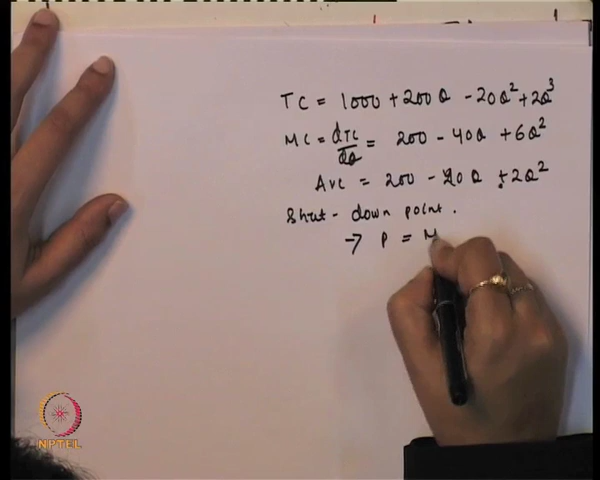 TC = 1000 + 200Q - 20Q² + 2Q³
MC = dTC/dQ = 200 - 40Q + 6Q²
AVC = 200 - 20Q + 2Q²
Shut - down point.
→ P = M
NPTEL